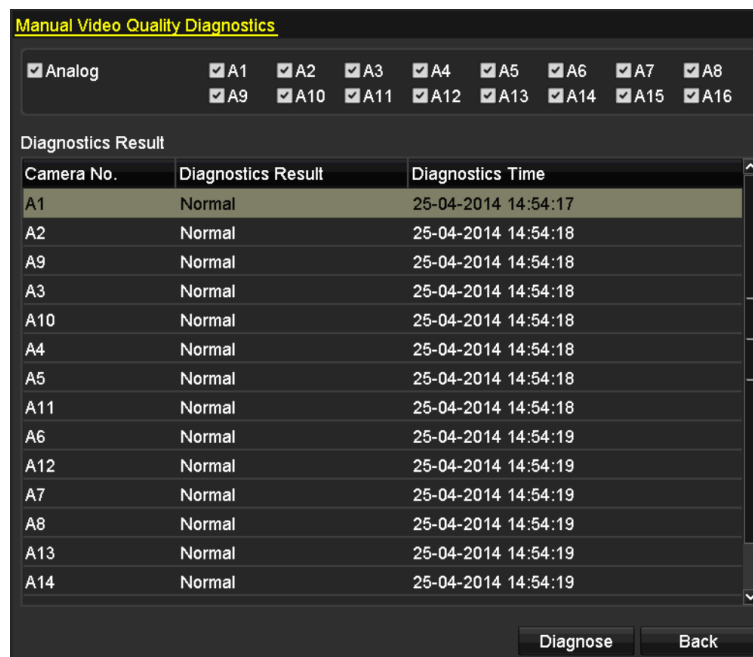 Manual Video Quality Diagnostics
Analog A1 A2 A3 A4 A5 A6 A7 A8
A9 A10 A11 A12 A13 A14 A15 A16
Diagnostics Result
Camera No. Diagnostics Result Diagnostics Time
A1 Normal 25-04-2014 14:54:17
A2 Normal 25-04-2014 14:54:18
A9 Normal 25-04-2014 14:54:18
A3 Normal 25-04-2014 14:54:18
A10 Normal 25-04-2014 14:54:18
A4 Normal 25-04-2014 14:54:18
A5 Normal 25-04-2014 14:54:18
A11 Normal 25-04-2014 14:54:18
A6 Normal 25-04-2014 14:54:19
A12 Normal 25-04-2014 14:54:19
A7 Normal 25-04-2014 14:54:19
A8 Normal 25-04-2014 14:54:19
A13 Normal 25-04-2014 14:54:19
A14 Normal 25-04-2014 14:54:19
Diagnose Back